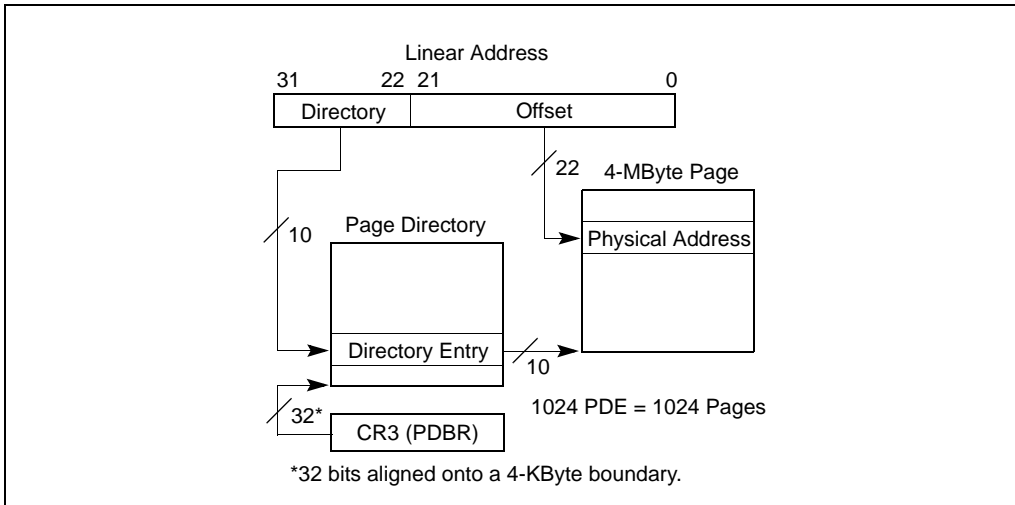 Linear Address
31 22 21 0
Directory Offset
22
4-MByte Page
10
Page Directory
Physical Address
Directory Entry
10
1024 PDE = 1024 Pages
32*
CR3 (PDBR)
*32 bits aligned onto a 4-KByte boundary.